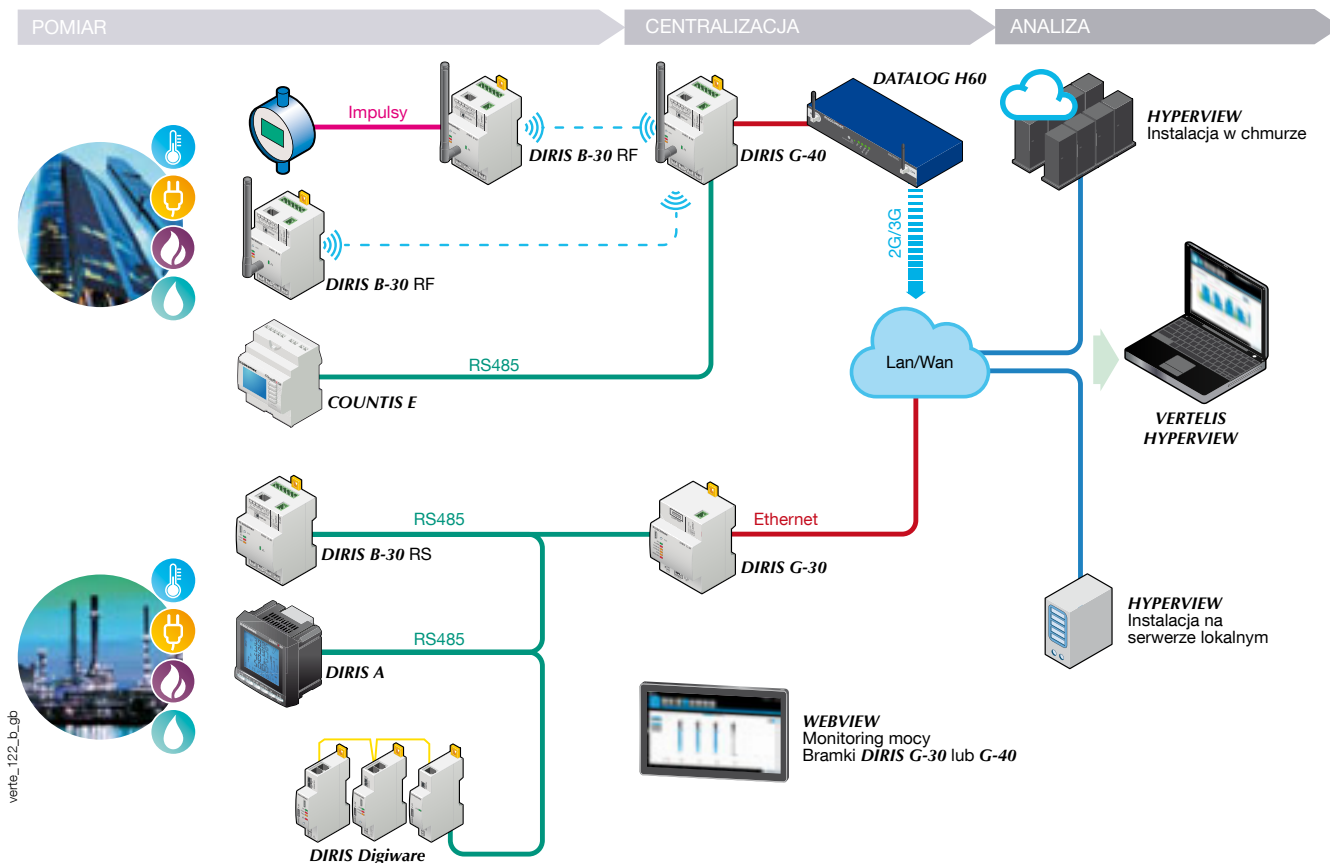 POMIAR
CENTRALIZACJA
ANALIZA
Impulsy
DIRIS B-30 RF
DIRIS G-40
DATALOG H60
HYPERVIEW
Instalacja w chmurze
DIRIS B-30 RF
2G/3G
Lan/Wan
RS485
COUNTIS E
VERTELIS
HYPERVIEW
RS485
DIRIS B-30 RS
Ethernet
DIRIS G-30
HYPERVIEW
Instalacja na
serwerze lokalnym
RS485
DIRIS A
WEBVIEW
Monitoring mocy
Bramki DIRIS G-30 lub G-40
DIRIS Digiware
verte_122_b_gb